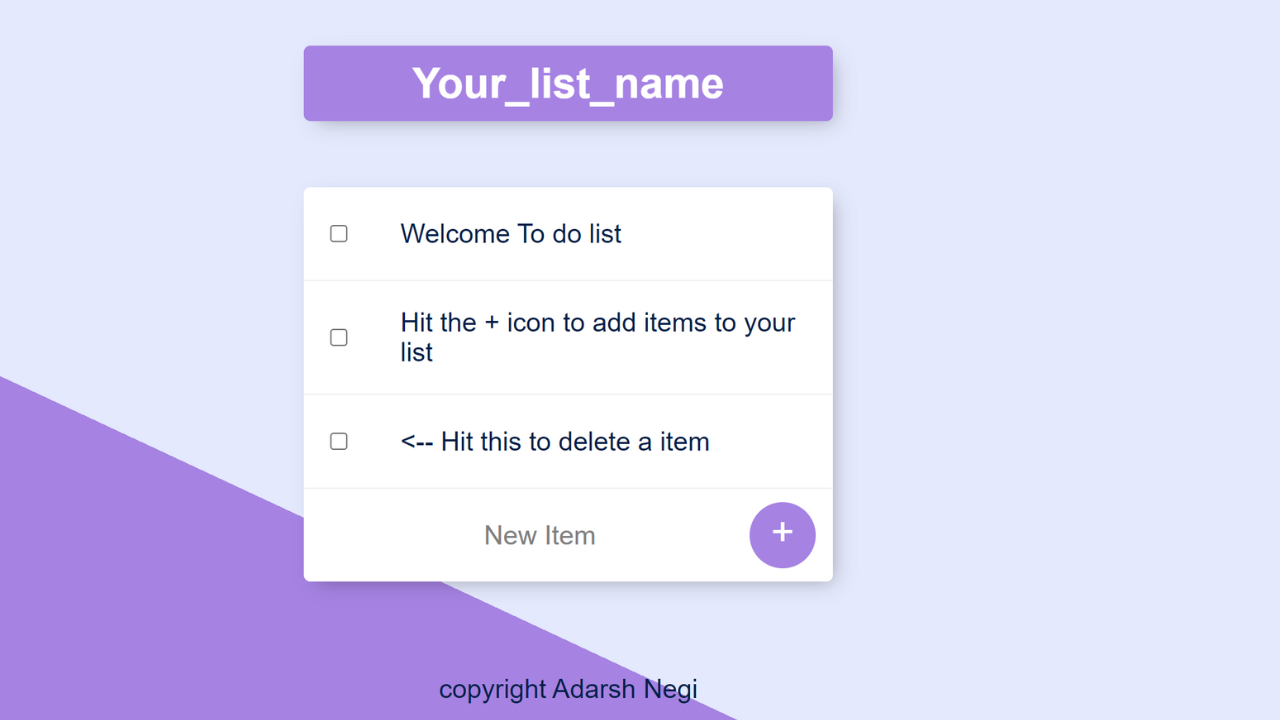 Your_list_name
Welcome To do list
Hit the + icon to add items to your
list
<-- Hit this to delete a item
New Item
+
copyright Adarsh Negi